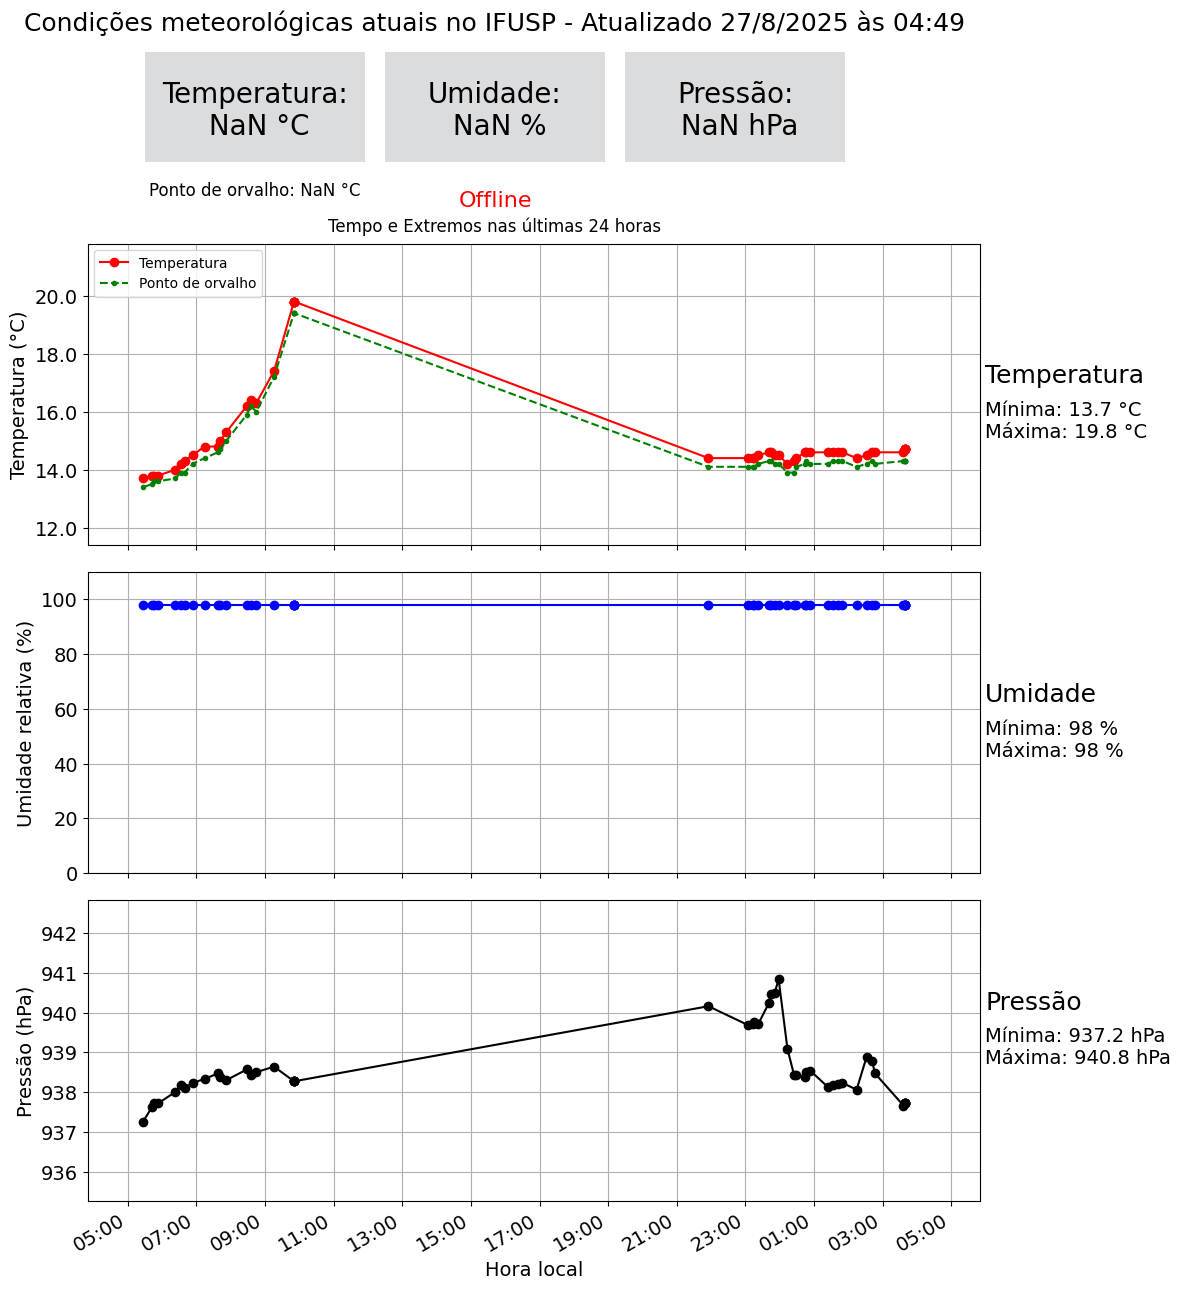 Condições meteorológicas atuais no IFUSP - Atualizado 27/8/2025 às 04:49
Temperatura:
NaN °C
Umidade:
NaN %
Pressão:
NaN hPa
Ponto de orvalho: NaN °C
Offline
Tempo e Extremos nas últimas 24 horas
Temperatura
Ponto de orvalho
Temperatura (°C)
20.0
18.0
16.0
14.0
12.0
Temperatura
Mínima: 13.7 °C
Máxima: 19.8 °C
Umidade relativa (%)
100
80
60
40
20
0
Umidade
Mínima: 98 %
Máxima: 98 %
Pressão (hPa)
942
941
940
939
938
937
936
Pressão
Mínima: 937.2 hPa
Máxima: 940.8 hPa
05:00
07:00
09:00
11:00
13:00
15:00
17:00
19:00
21:00
23:00
01:00
03:00
05:00
Hora local